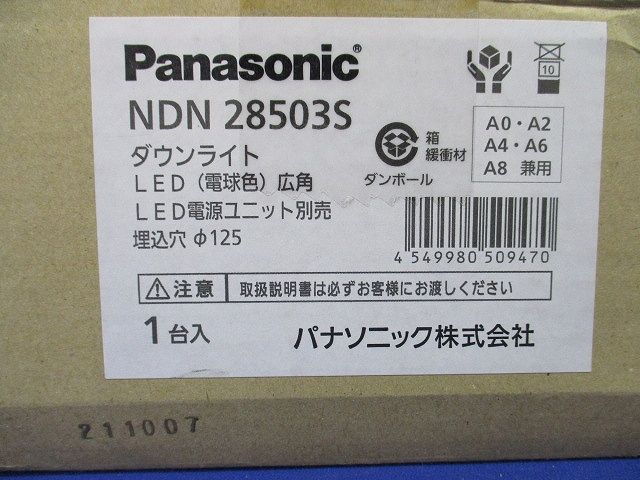 Panasonic
NDN 28503S
ダウンライト
LED（電球色）広角
LED電源ユニット別売
埋込穴 φ125
10
箱
緩衝材
ダンボール
A0・A2
A4・A6
A8 兼用
4 549980 509470
注意 取扱説明書は必ずお客様にお渡しください
1台入
パナソニック株式会社
211007